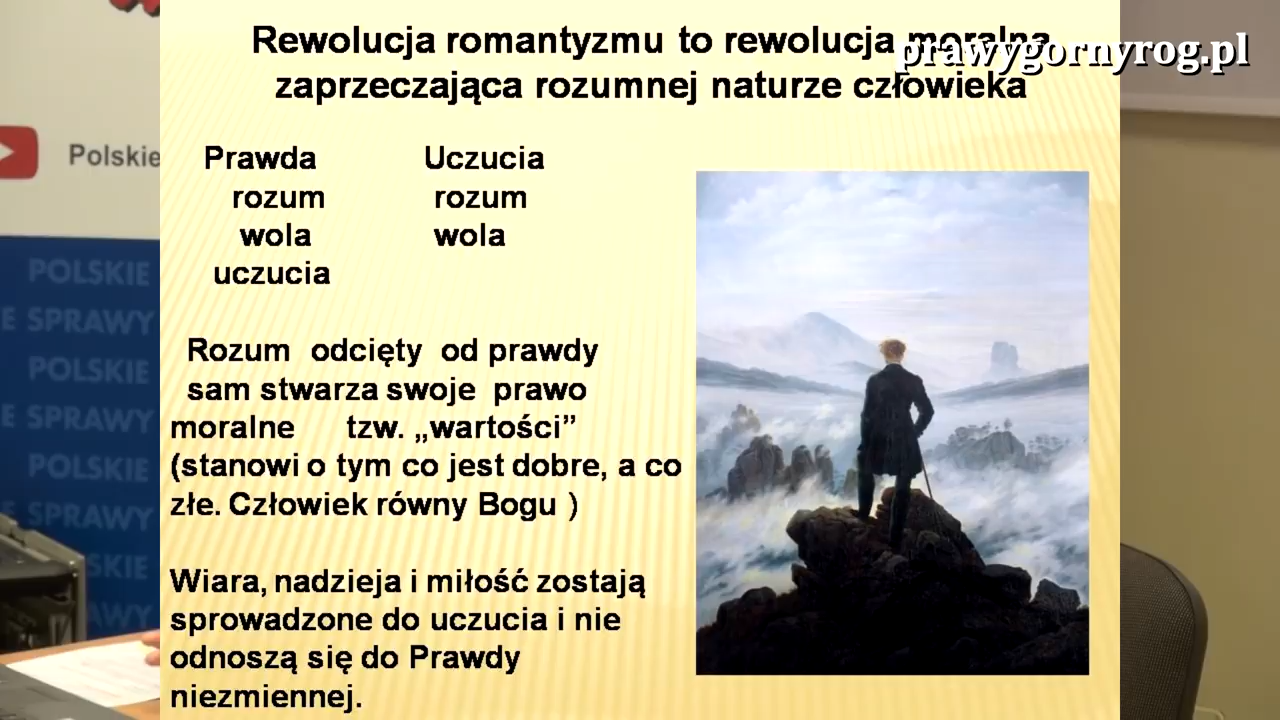 Rewolucja romantyzmu to rewolucja moralna
zaprzeczająca rozumnej naturze człowieka
prawygornyrog.pl
Prawda Uczucia
rozum rozum
wola wola
uczucia
Rozum odcięty od prawdy
sam stwarza swoje prawo
moralne tzw. „wartości”
(stanowi o tym co jest dobre, a co
złe. Człowiek równy Bogu )
Wiara, nadzieja i miłość zostają
sprowadzone do uczucia i nie
odnoszą się do Prawdy
niezmiennej.
Polskie
POLSKIE
E SPRAWY
POLSKIE
E SPRAWY
POLSKIE
SPRAWY
SKIE
AWY